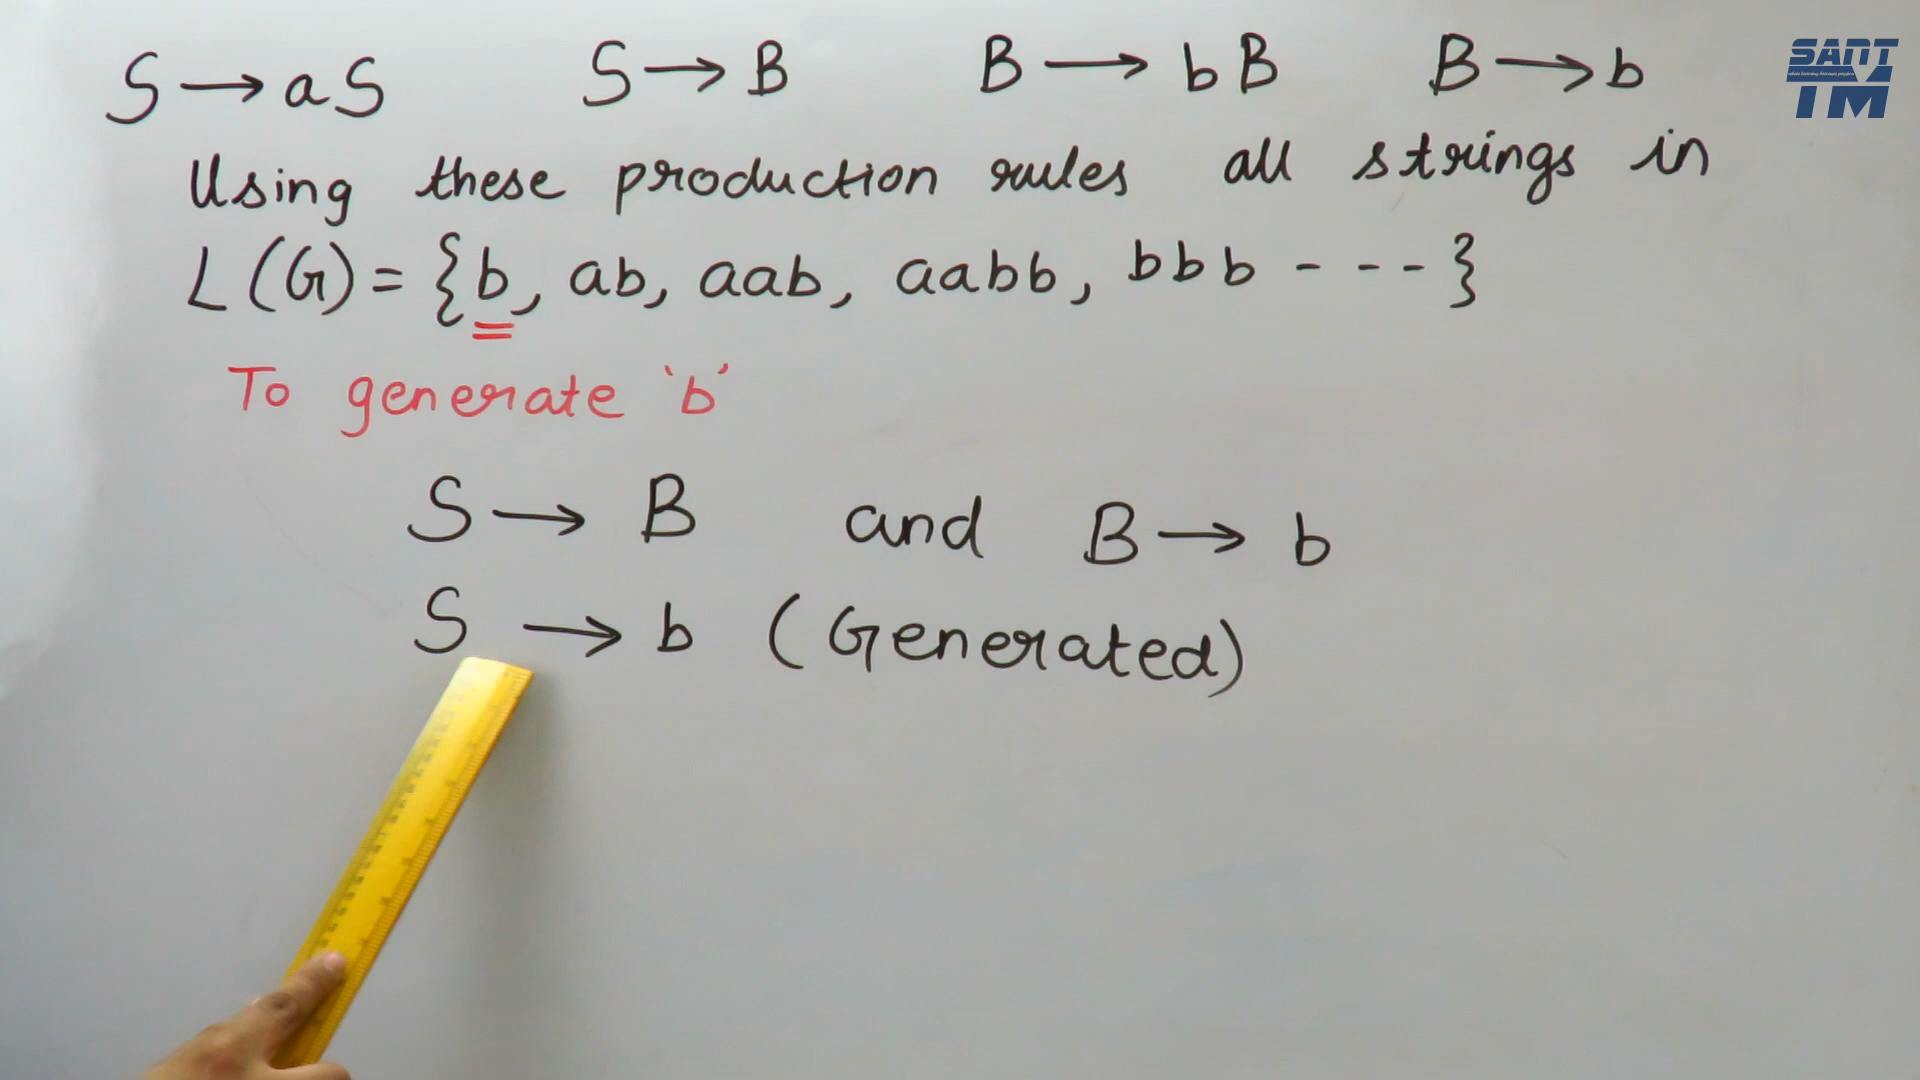 S → aS S → B B → bB B → b
Using these production rules all strings in
L(G) = {b, ab, aab, aabb, bbb - - - -}
To generate 'b'
S → B and B → b
S → b (Generated)
SANT
TM